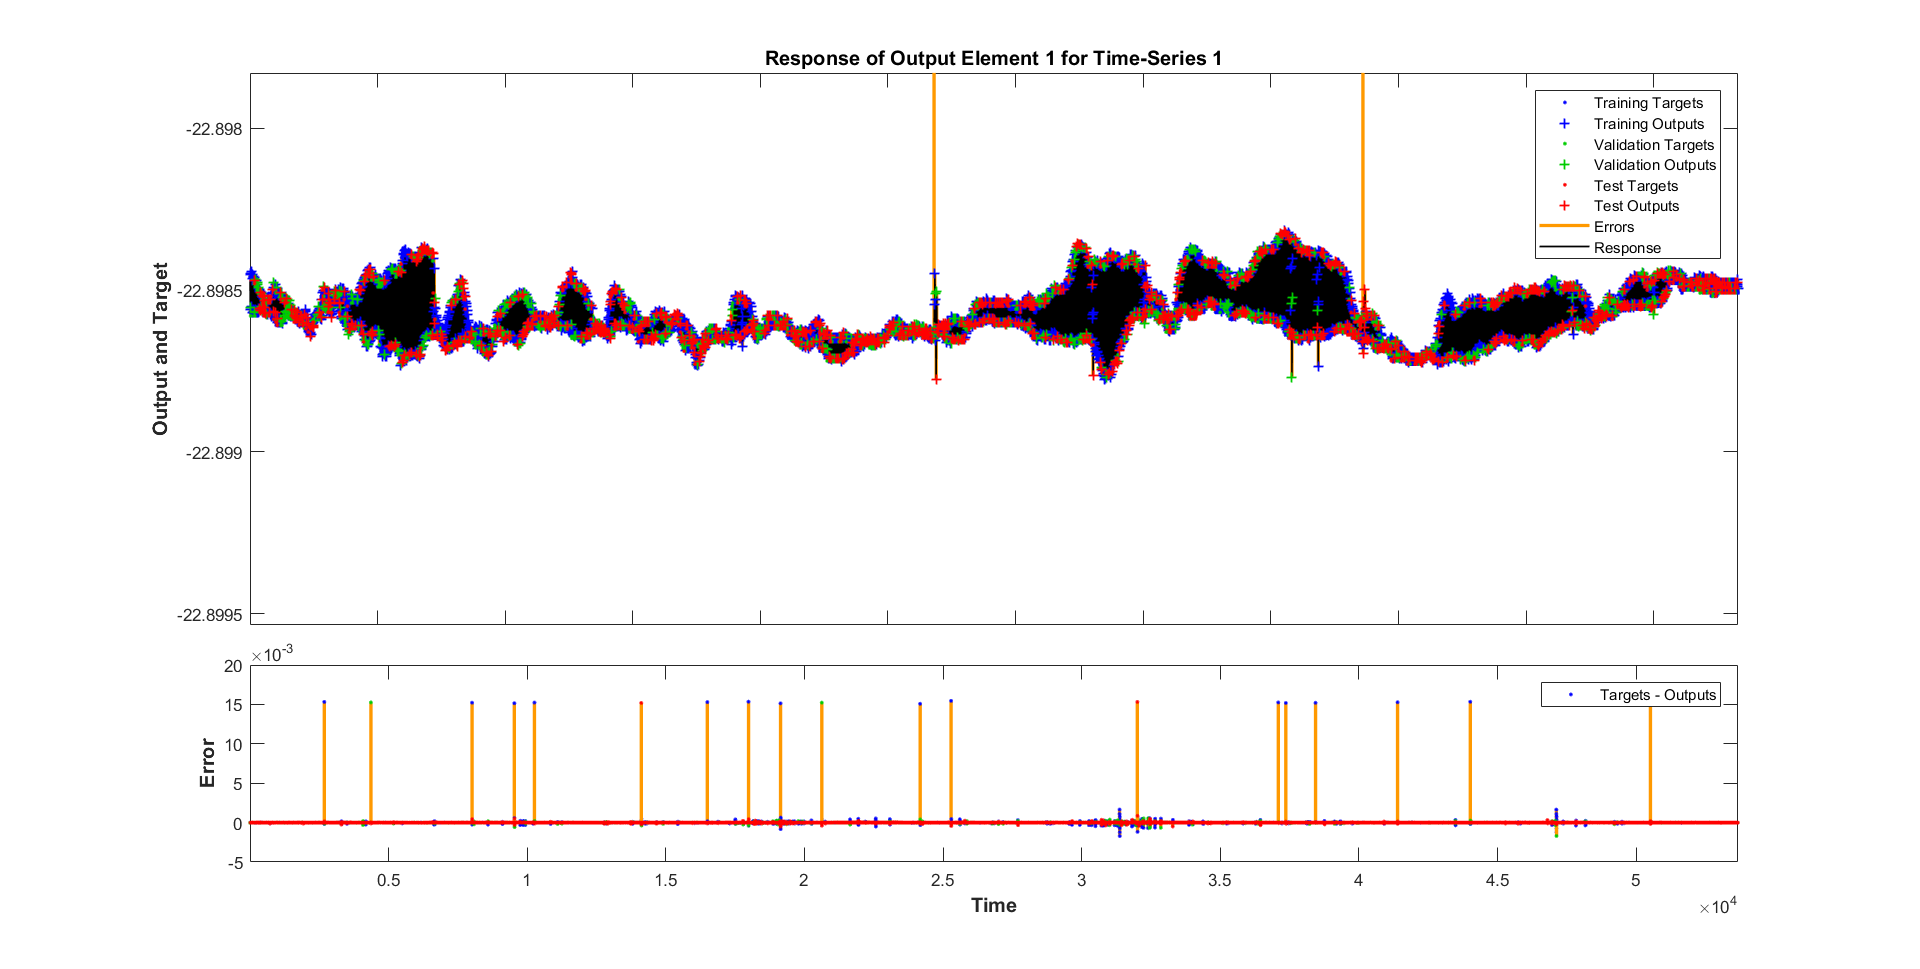 Response of Output Element 1 for Time-Series 1
Output and Target
-22.898
-22.8985
-22.899
-22.8995
Training Targets
Training Outputs
Validation Targets
Validation Outputs
Test Targets
Test Outputs
Errors
Response
×10-3
Error
20
15
10
5
0
-5
Targets - Outputs
0.5 1 1.5 2 2.5 3 3.5 4 4.5 5
Time
×104